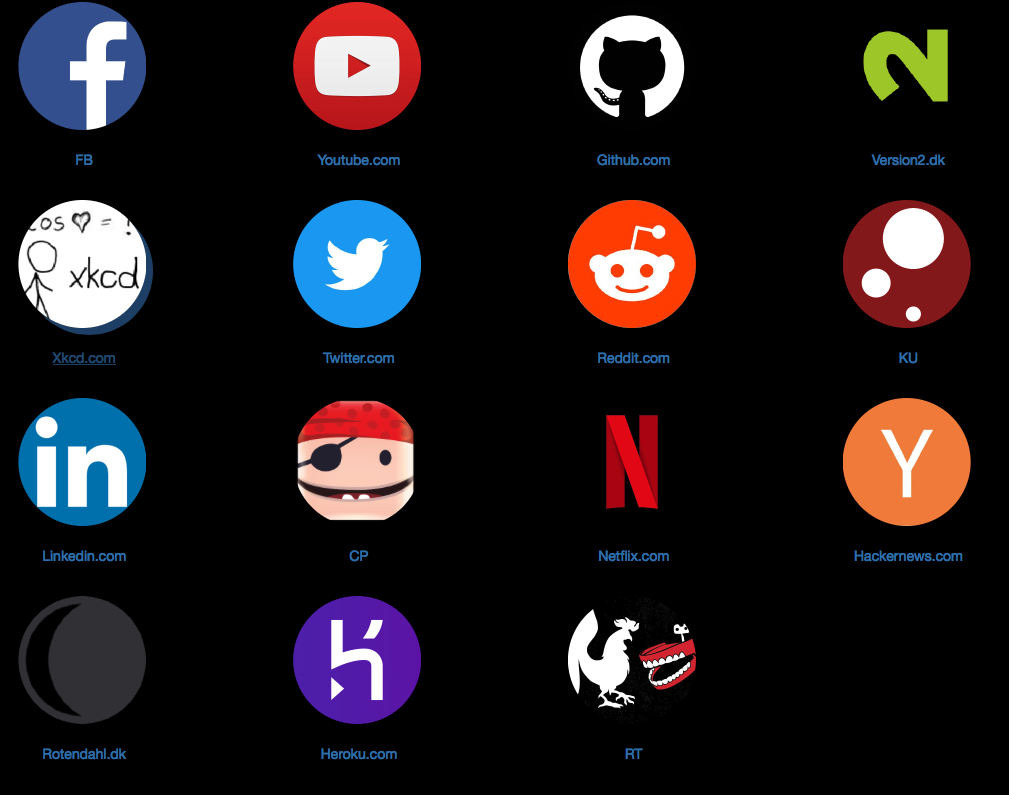 f
FB
Youtube.com
Github.com
2
Version2.dk
cos ♥ = !
xkcd
Xkcd.com
Twitter.com
Reddit.com
KU
in
Linkedin.com
CP
N
Netflix.com
Y
Hackernews.com
Rotendahl.dk
h
Heroku.com
RT